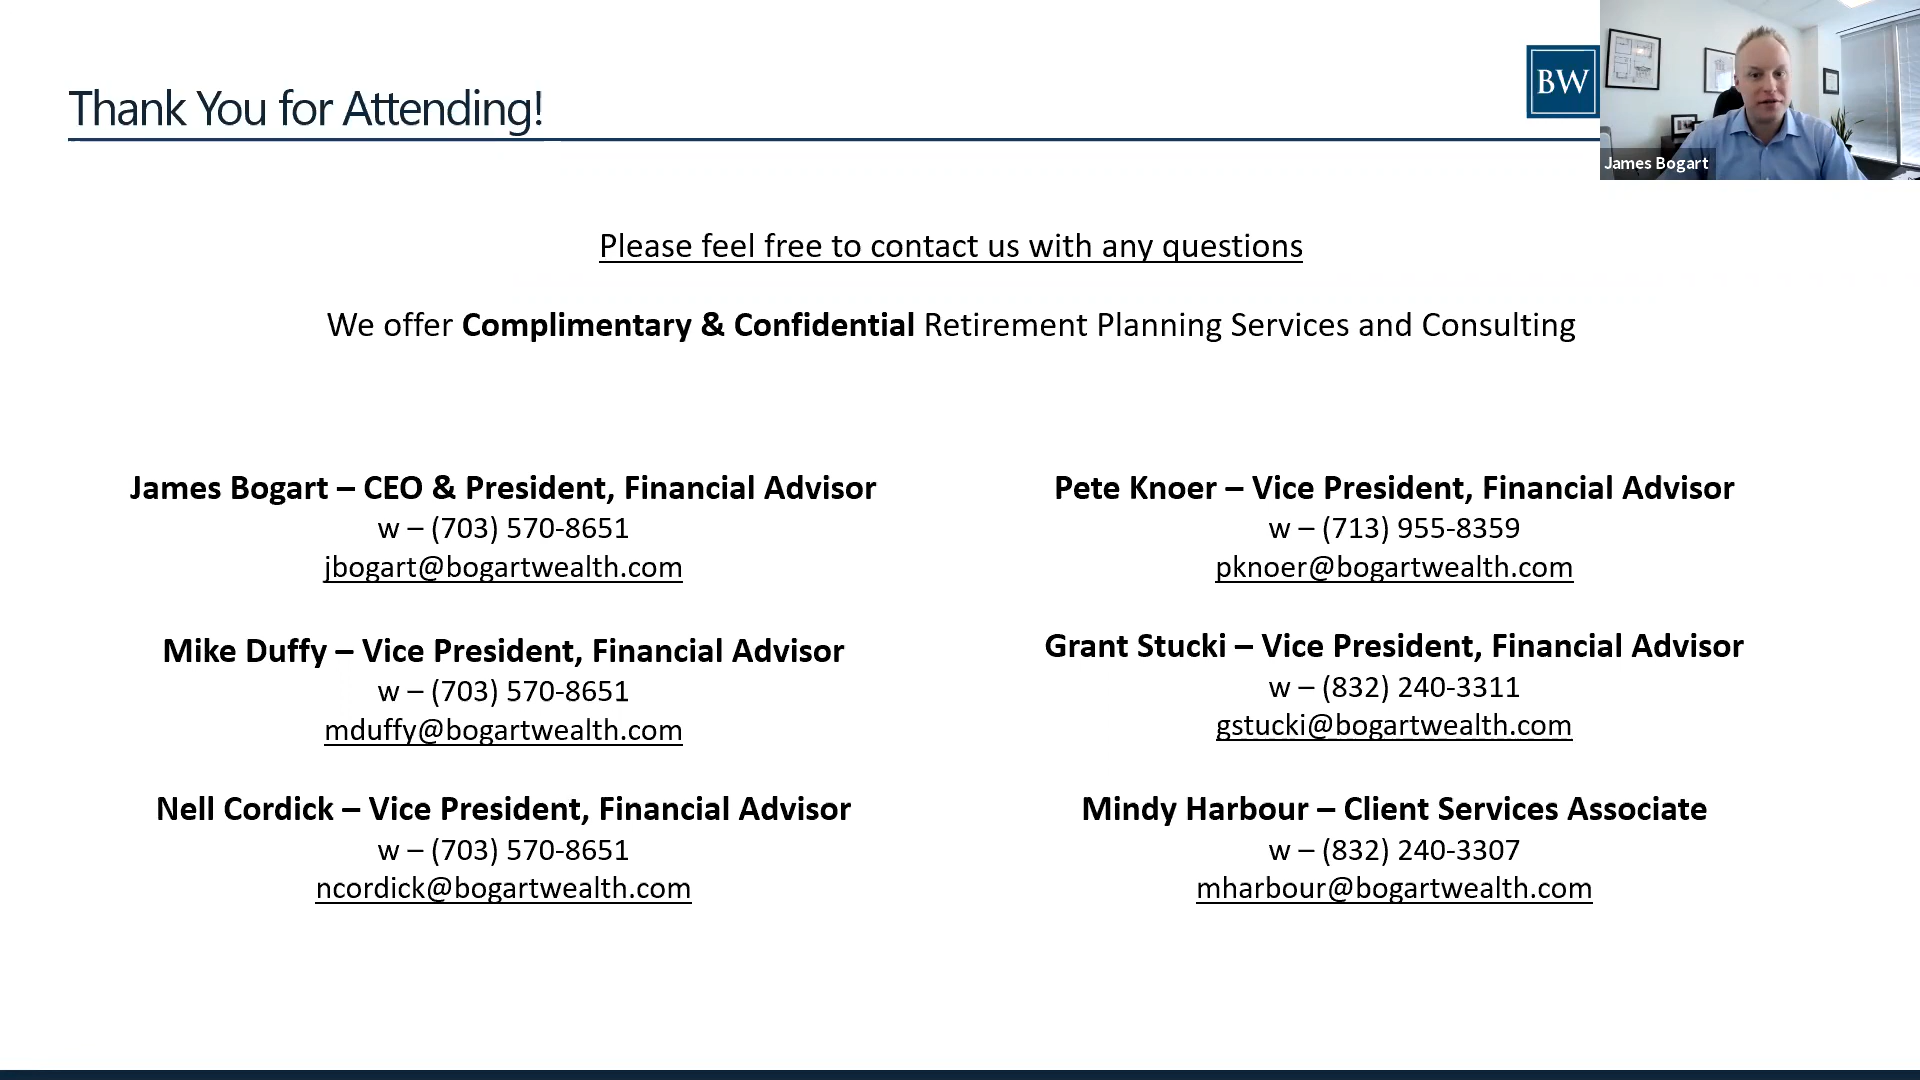 Thank You for Attending!
BW
James Bogart
Please feel free to contact us with any questions
We offer Complimentary & Confidential Retirement Planning Services and Consulting
James Bogart – CEO & President, Financial Advisor
w – (703) 570-8651
jbogart@bogartwealth.com
Mike Duffy – Vice President, Financial Advisor
w – (703) 570-8651
mduffy@bogartwealth.com
Nell Cordick – Vice President, Financial Advisor
w – (703) 570-8651
ncordick@bogartwealth.com
Pete Knoer – Vice President, Financial Advisor
w – (713) 955-8359
pknoer@bogartwealth.com
Grant Stucki – Vice President, Financial Advisor
w – (832) 240-3311
gstucki@bogartwealth.com
Mindy Harbour – Client Services Associate
w – (832) 240-3307
mharbour@bogartwealth.com